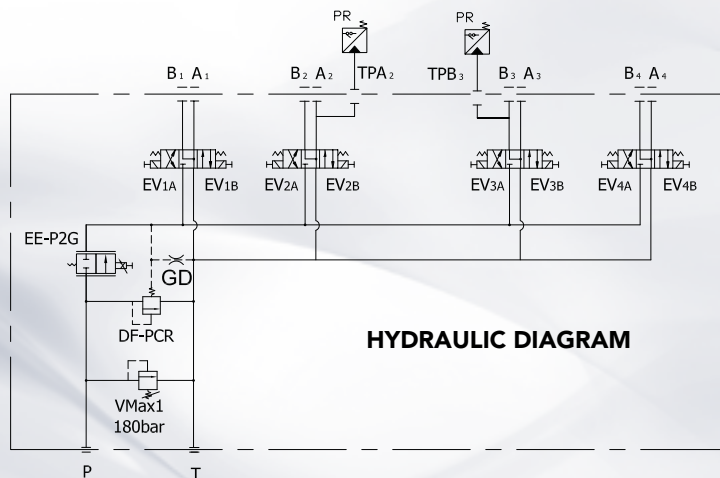 PR PR
B1 A1 B2 A2 TPA2 TPB3 B3 A3 B4 A4
EV1A EV1B EV2A EV2B EV3A EV3B EV4A EV4B
EE-P2G
GD
DF-PCR
HYDRAULIC DIAGRAM
VMax1
180bar
P T